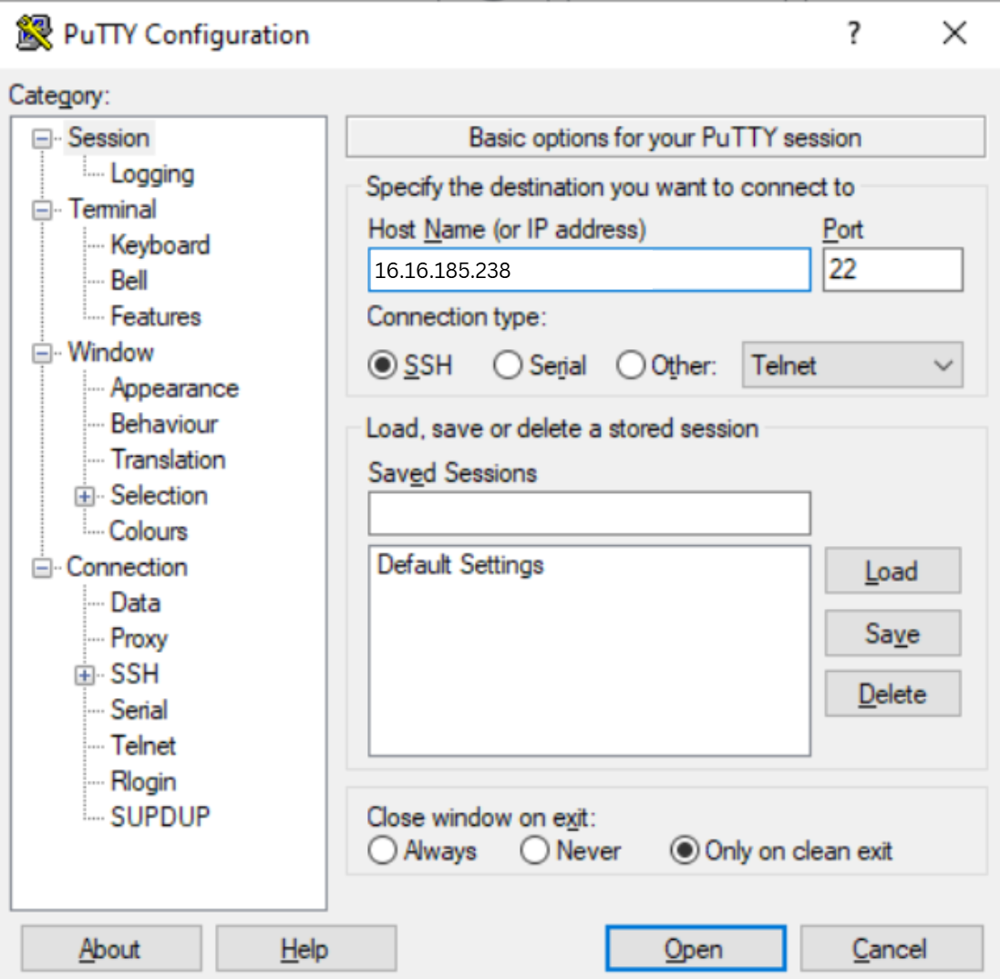 PuTTY Configuration
?
Category:
Session
Logging
Terminal
Keyboard
Bell
Features
Window
Appearance
Behaviour
Translation
Selection
Colours
Connection
Data
Proxy
SSH
Serial
Telnet
Rlogin
SUPDUP
Basic options for your PuTTY session
Specify the destination you want to connect to
Host Name (or IP address) Port
16.16.185.238 22
Connection type:
SSH Serial Other: Telnet
Load, save or delete a stored session
Saved Sessions
Default Settings
Load
Save
Delete
Close window on exit:
Always Never Only on clean exit
About Help Open Cancel